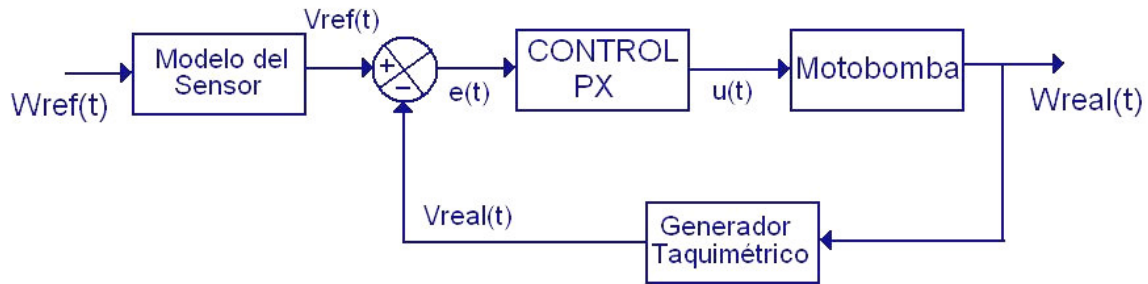 Vref(t)
Modelo del
Sensor
+
−
CONTROL
PX
Motobomba
Wref(t)
e(t)
u(t)
Wreal(t)
Vreal(t)
Generador
Taquimétrico